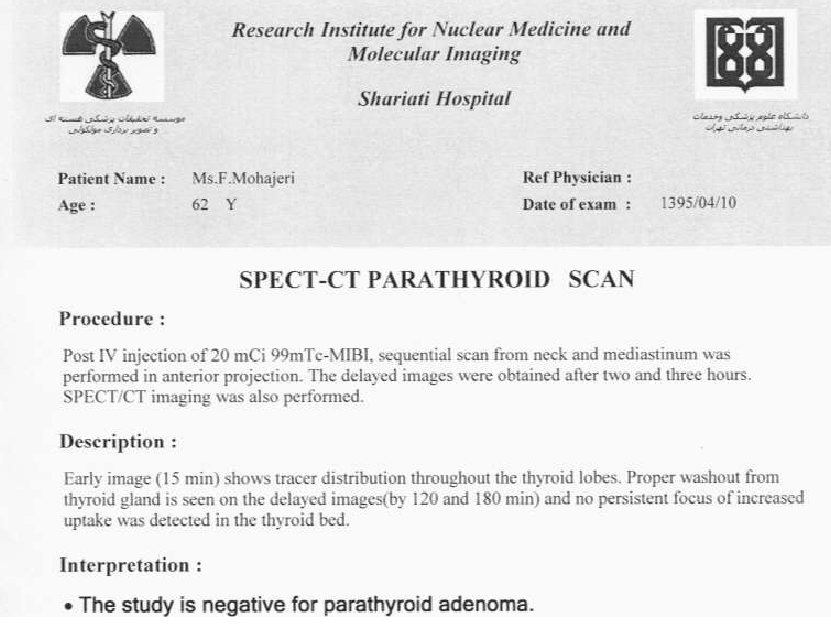 Research Institute for Nuclear Medicine and
Molecular Imaging
Shariati Hospital
موسسه تحقیقات پزشکی هسته ای
و تصویر برداری مولکولی
دانشگاه علوم پزشکی وخدمات
بهداشتی درمانی تهران
Patient Name : Ms.F.Mohajeri Ref Physician :
Age : 62 Y Date of exam : 1395/04/10
SPECT-CT PARATHYROID SCAN
Procedure :
Post IV injection of 20 mCi 99mTc-MIBI, sequential scan from neck and mediastinum was
performed in anterior projection. The delayed images were obtained after two and three hours.
SPECT/CT imaging was also performed.
Description :
Early image (15 min) shows tracer distribution throughout the thyroid lobes. Proper washout from
thyroid gland is seen on the delayed images(by 120 and 180 min) and no persistent focus of increased
uptake was detected in the thyroid bed.
Interpretation :
• The study is negative for parathyroid adenoma.